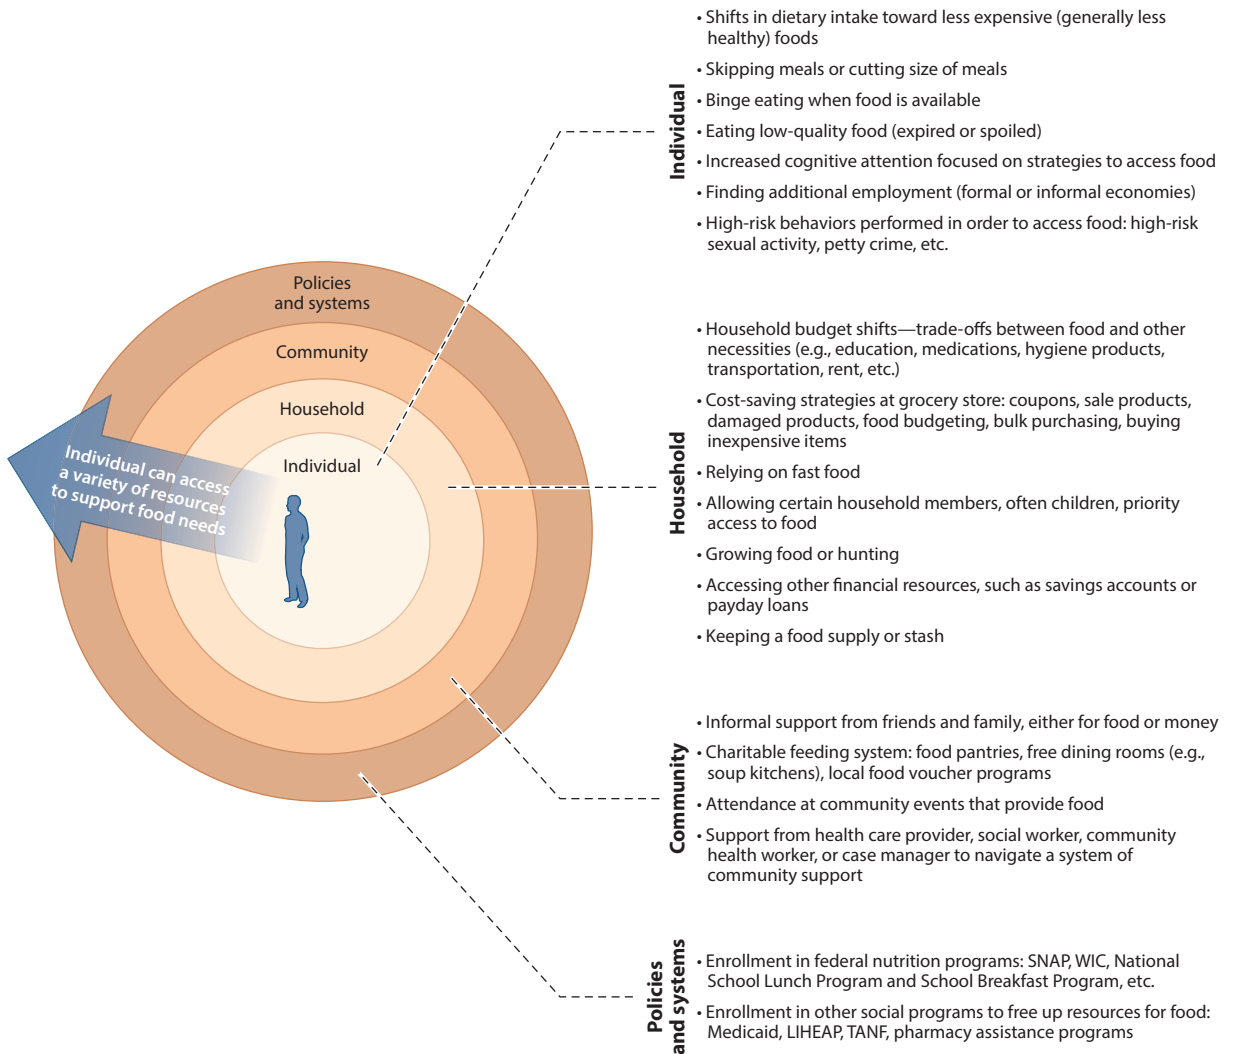 • Shifts in dietary intake toward less expensive (generally less
healthy) foods
• Skipping meals or cutting size of meals
• Binge eating when food is available
• Eating low-quality food (expired or spoiled)
• Increased cognitive attention focused on strategies to access food
• Finding additional employment (formal or informal economies)
• High-risk behaviors performed in order to access food: high-risk
sexual activity, petty crime, etc.
Individual
Policies
and systems
Community
Household
Individual
Individual can access
a variety of resources
to support food needs
Household
• Household budget shifts—trade-offs between food and other
necessities (e.g., education, medications, hygiene products,
transportation, rent, etc.)
• Cost-saving strategies at grocery store: coupons, sale products,
damaged products, food budgeting, bulk purchasing, buying
inexpensive items
• Relying on fast food
• Allowing certain household members, often children, priority
access to food
• Growing food or hunting
• Accessing other financial resources, such as savings accounts or
payday loans
• Keeping a food supply or stash
Community
• Informal support from friends and family, either for food or money
• Charitable feeding system: food pantries, free dining rooms (e.g.,
soup kitchens), local food voucher programs
• Attendance at community events that provide food
• Support from health care provider, social worker, community
health worker, or case manager to navigate a system of
community support
Policies
and systems
• Enrollment in federal nutrition programs: SNAP, WIC, National
School Lunch Program and School Breakfast Program, etc.
• Enrollment in other social programs to free up resources for food:
Medicaid, LIHEAP, TANF, pharmacy assistance programs